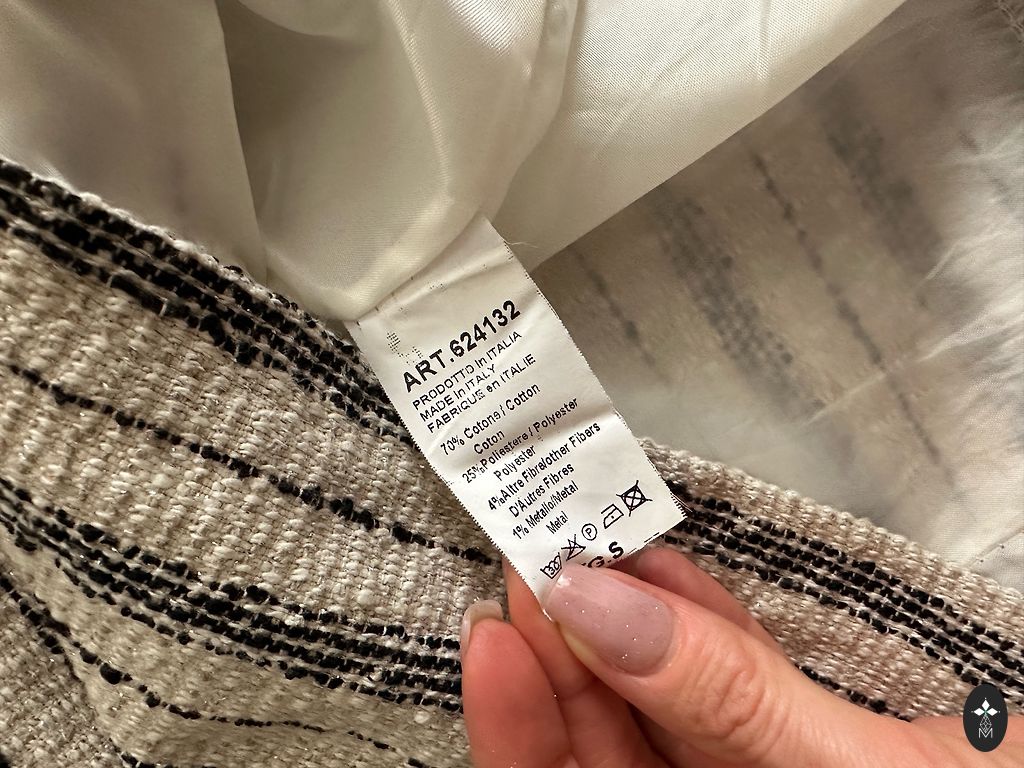 ART.624132
PRODOTTO in ITALIA
MADE in ITALY
FABRIQUE en ITALIE
70% Cotone / Cotton
Coton
25%Poliestere / Polyester
Polyester
4%Altre Fibre/other Fibers
D'Autres Fibres
1% Metallo/Metal
Metal
30° P
G.S
M